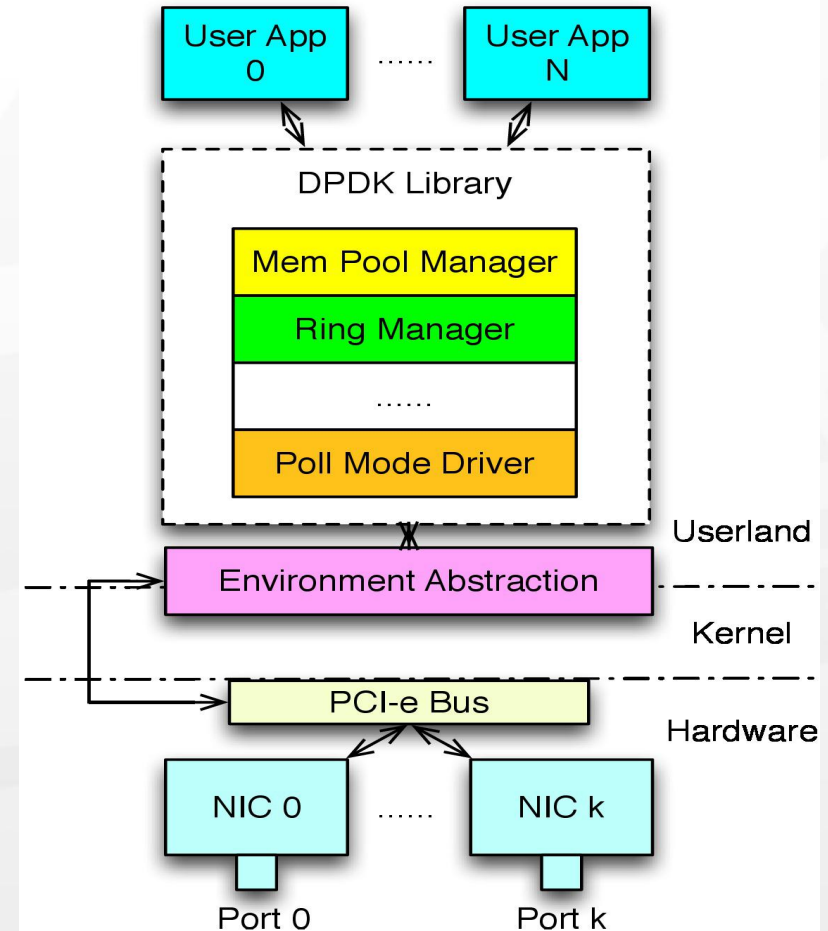 User App
0
......
User App
N
DPDK Library
Mem Pool Manager
Ring Manager
......
Poll Mode Driver
Userland
Environment Abstraction
Kernel
PCI-e Bus
Hardware
NIC 0
......
NIC k
Port 0
Port k